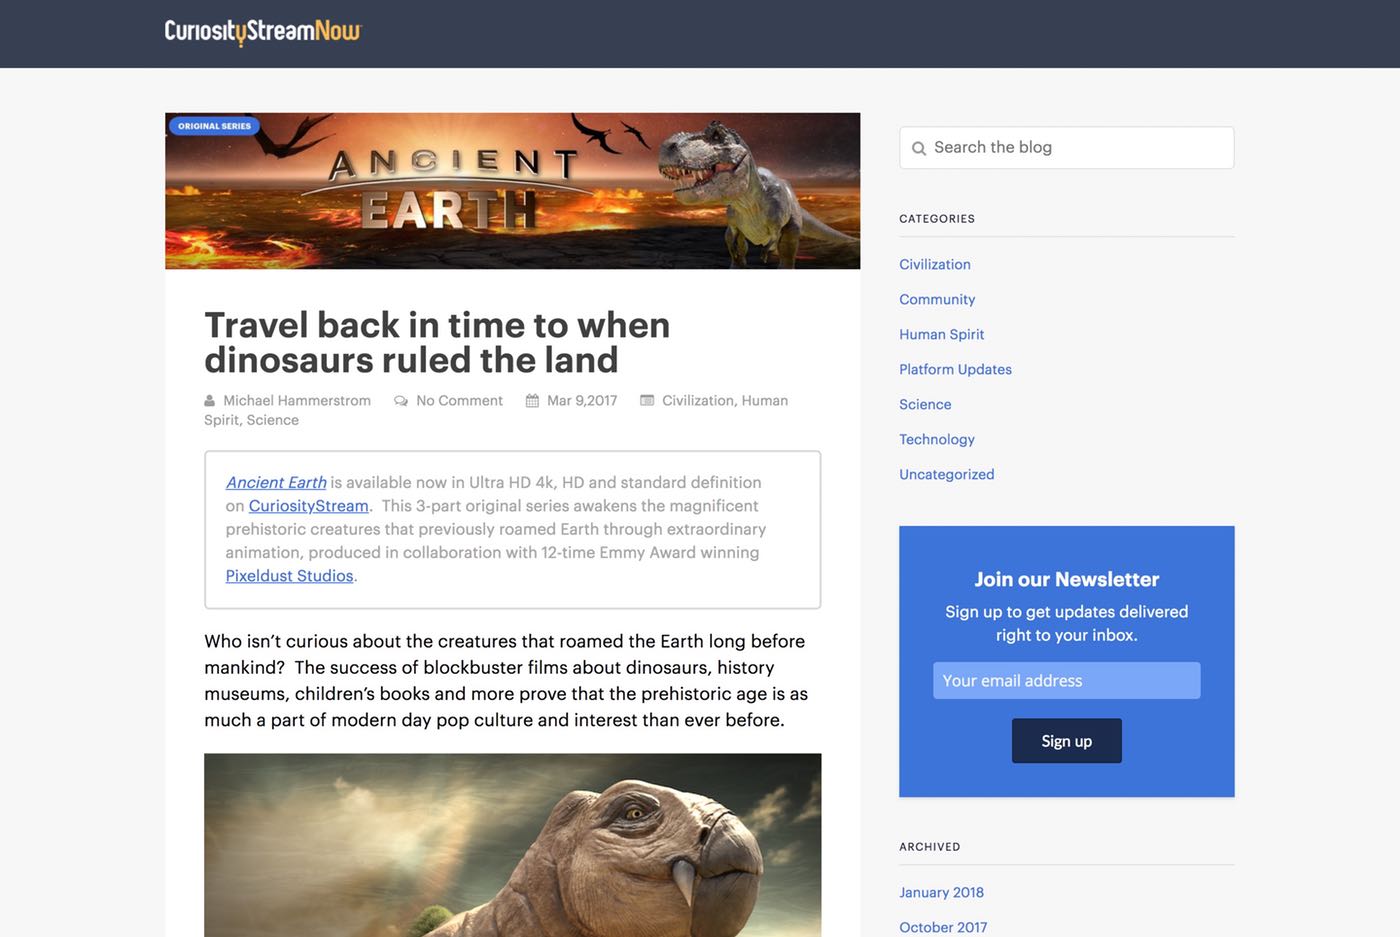 CuriosityStreamNow
ORIGINAL SERIES
ANCIENT
EARTH
Travel back in time to when
dinosaurs ruled the land
Michael Hammerstrom No Comment Mar 9,2017 Civilization, Human
Spirit, Science
Ancient Earth is available now in Ultra HD 4k, HD and standard definition
on CuriosityStream.  This 3-part original series awakens the magnificent
prehistoric creatures that previously roamed Earth through extraordinary
animation, produced in collaboration with 12-time Emmy Award winning
Pixeldust Studios.
Who isn’t curious about the creatures that roamed the Earth long before
mankind?  The success of blockbuster films about dinosaurs, history
museums, children’s books and more prove that the prehistoric age is as
much a part of modern day pop culture and interest than ever before.
Search the blog
CATEGORIES
Civilization
Community
Human Spirit
Platform Updates
Science
Technology
Uncategorized
Join our Newsletter
Sign up to get updates delivered
right to your inbox.
Your email address
Sign up
ARCHIVED
January 2018
October 2017